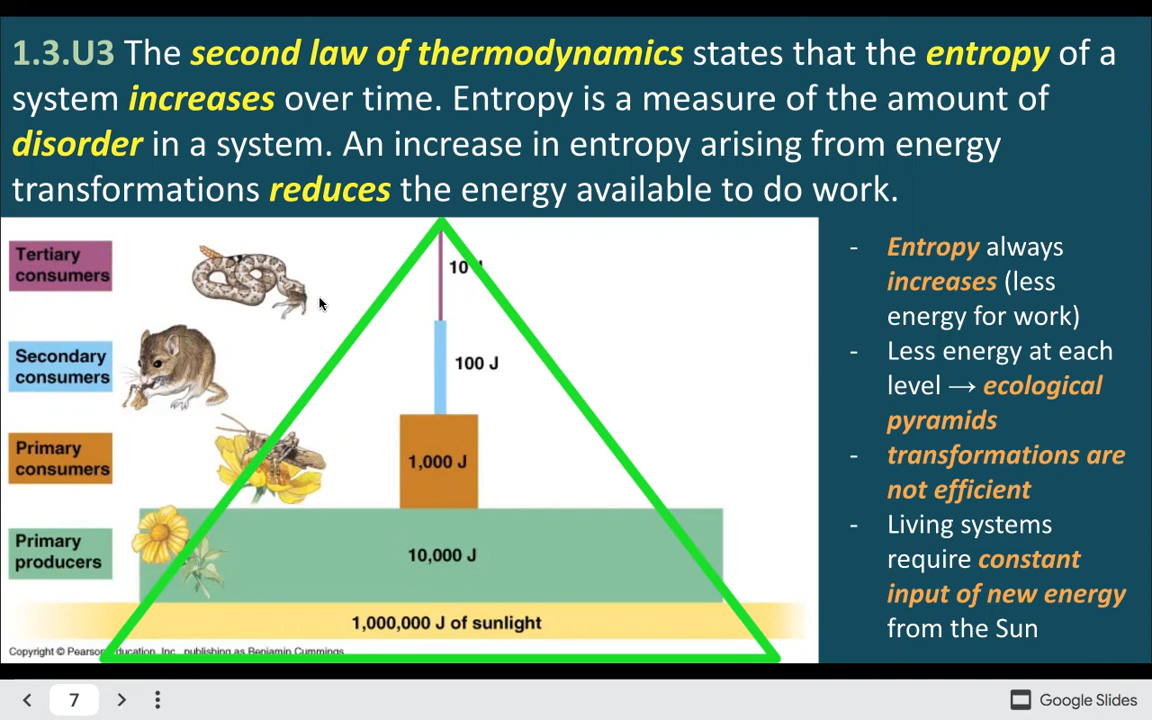 1.3.U3 The second law of thermodynamics states that the entropy of a
system increases over time. Entropy is a measure of the amount of
disorder in a system. An increase in entropy arising from energy
transformations reduces the energy available to do work.
Tertiary
consumers
10 J
Secondary
consumers
100 J
Primary
consumers
1,000 J
Primary
producers
10,000 J
1,000,000 J of sunlight
Copyright © Pearson Education, Inc., publishing as Benjamin Cummings.
- Entropy always
increases (less
energy for work)
- Less energy at each
level → ecological
pyramids
- transformations are
not efficient
- Living systems
require constant
input of new energy
from the Sun
7
Google Slides